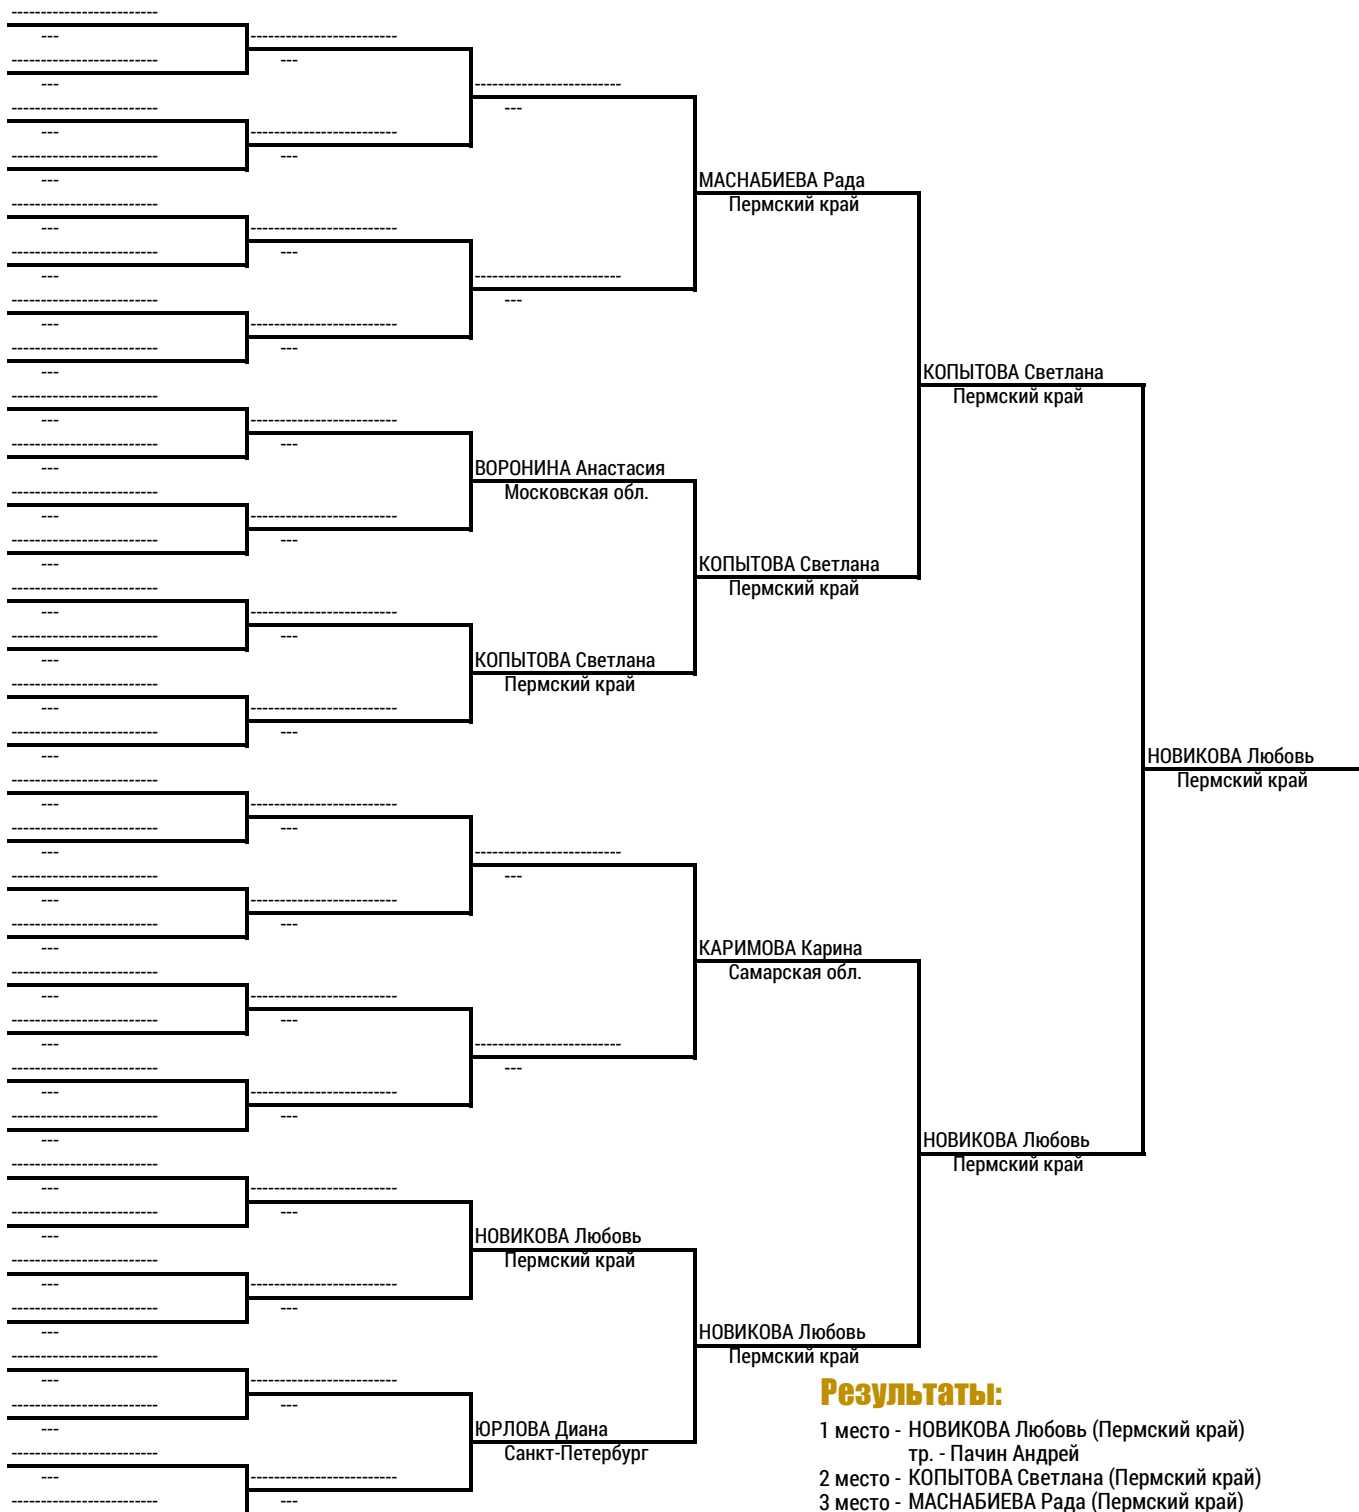 МАСНАБИЕВА Рада
Пермский край
КОПЫТОВА Светлана
Пермский край
ВОРОНИНА Анастасия
Московская обл.
КОПЫТОВА Светлана
Пермский край
КОПЫТОВА Светлана
Пермский край
НОВИКОВА Любовь
Пермский край
КАРИМОВА Карина
Самарская обл.
НОВИКОВА Любовь
Пермский край
НОВИКОВА Любовь
Пермский край
НОВИКОВА Любовь
Пермский край
ЮРЛОВА Диана
Санкт-Петербург
Результаты:
1 место - НОВИКОВА Любовь (Пермский край)
тр. - Пачин Андрей
2 место - КОПЫТОВА Светлана (Пермский край)
3 место - МАСНАБИЕВА Рада (Пермский край)